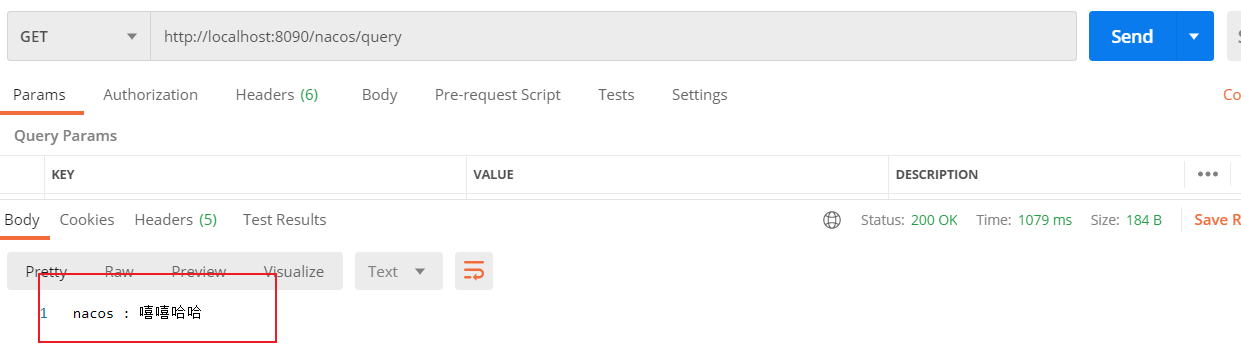 GET http://localhost:8090/nacos/query Send
Params Authorization Headers (6) Body Pre-request Script Tests Settings Co
Query Params
KEY VALUE DESCRIPTION
Body Cookies Headers (5) Test Results Status: 200 OK Time: 1079 ms Size: 184 B Save R
Pretty Raw Preview Visualize Text
1 nacos : 嘻嘻哈哈